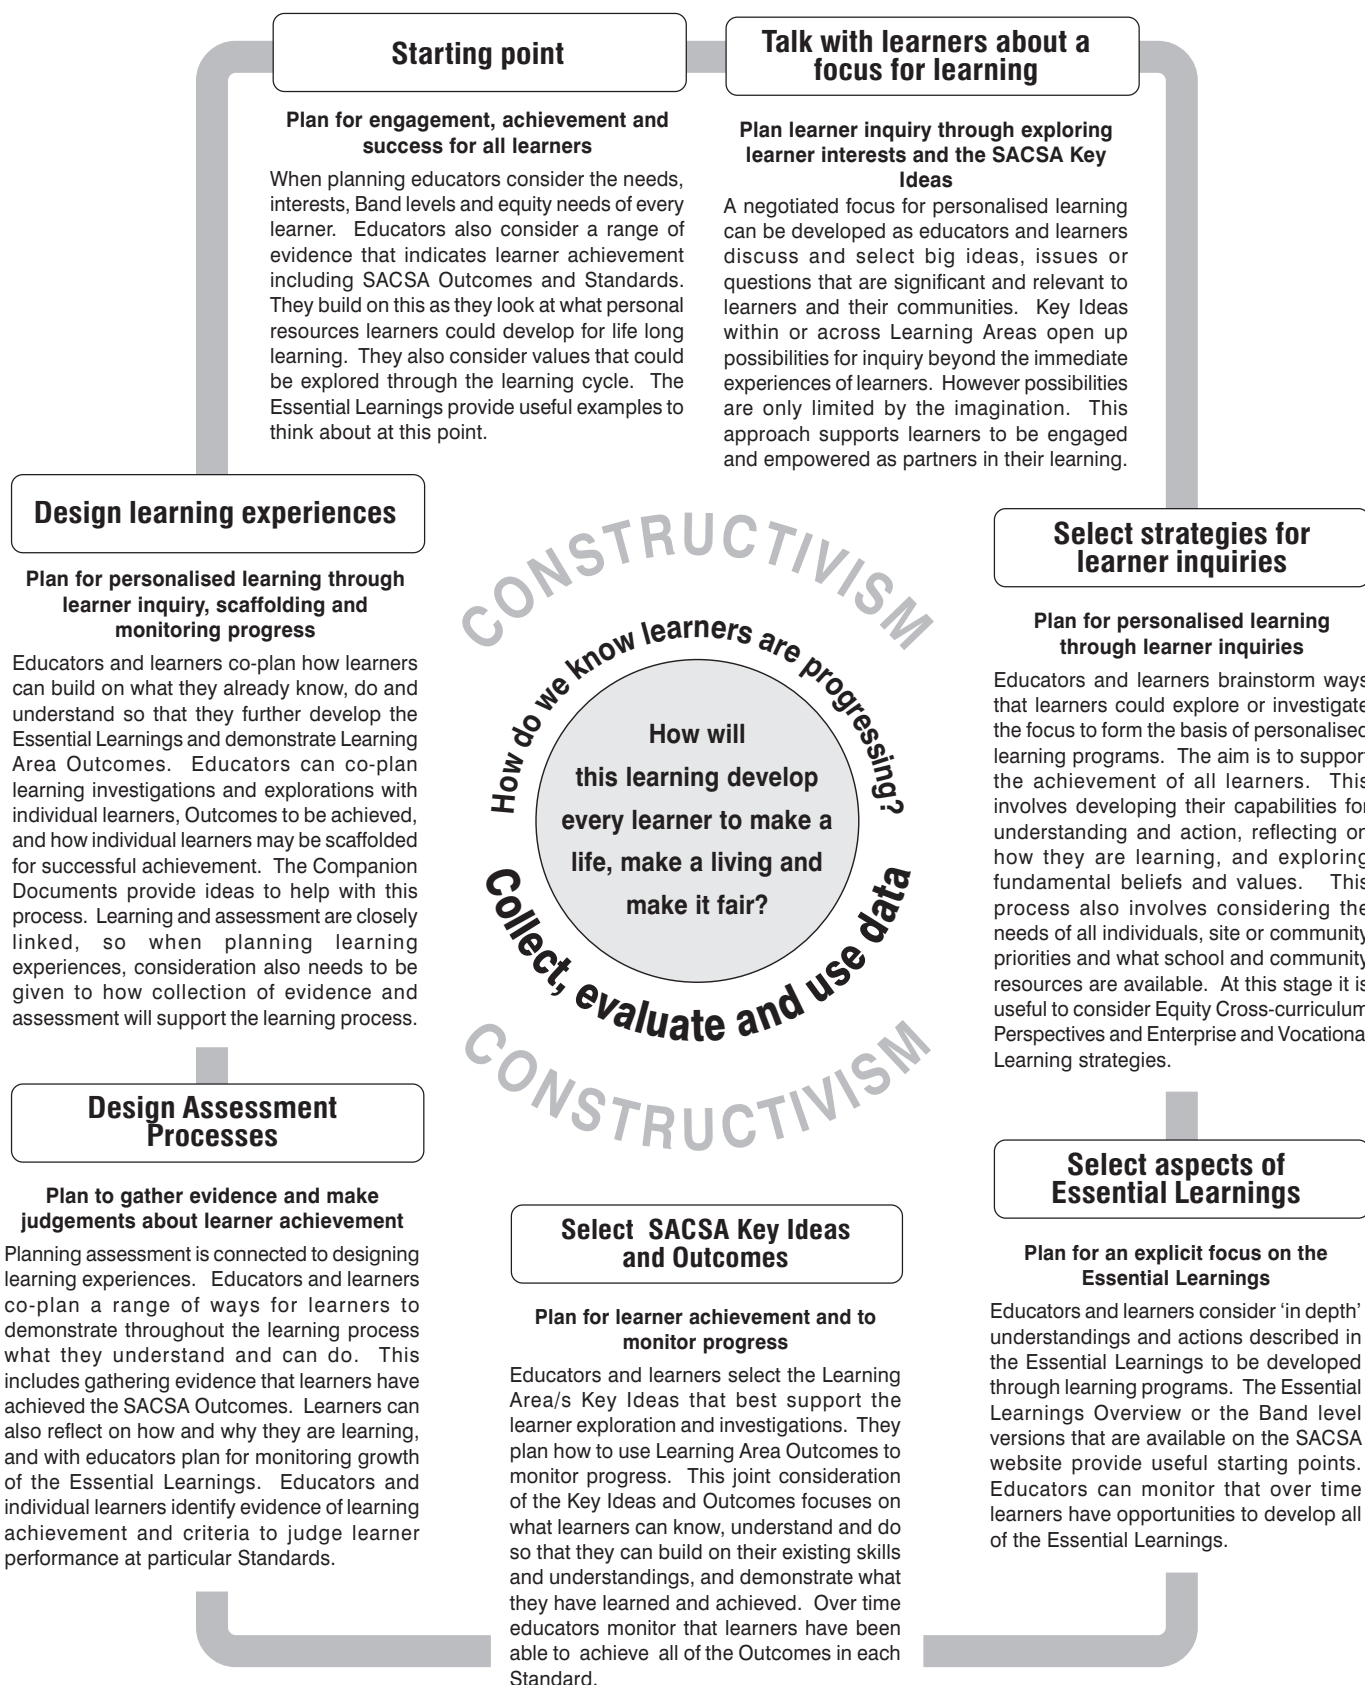 Starting point
Plan for engagement, achievement and
success for all learners
When planning educators consider the needs,
interests, Band levels and equity needs of every
learner. Educators also consider a range of
evidence that indicates learner achievement
including SACSA Outcomes and Standards.
They build on this as they look at what personal
resources learners could develop for life long
learning. They also consider values that could
be explored through the learning cycle. The
Essential Learnings provide useful examples to
think about at this point.
Talk with learners about a
focus for learning
Plan learner inquiry through exploring
learner interests and the SACSA Key
Ideas
A negotiated focus for personalised learning
can be developed as educators and learners
discuss and select big ideas, issues or
questions that are significant and relevant to
learners and their communities. Key Ideas
within or across Learning Areas open up
possibilities for inquiry beyond the immediate
experiences of learners. However possibilities
are only limited by the imagination. This
approach supports learners to be engaged
and empowered as partners in their learning.
Select strategies for
learner inquiries
Plan for personalised learning
through learner inquiries
Educators and learners brainstorm ways
that learners could explore or investigate
the focus to form the basis of personalised
learning programs. The aim is to support
the achievement of all learners. This
involves developing their capabilities for
understanding and action, reflecting on
how they are learning, and exploring
fundamental beliefs and values. This
process also involves considering the
needs of all individuals, site or community
priorities and what school and community
resources are available. At this stage it is
useful to consider Equity Cross-curriculum
Perspectives and Enterprise and Vocational
Learning strategies.
Select aspects of
Essential Learnings
Plan for an explicit focus on the
Essential Learnings
Educators and learners consider ‘in depth’
understandings and actions described in
the Essential Learnings to be developed
through learning programs. The Essential
Learnings Overview or the Band level
versions that are available on the SACSA
website provide useful starting points.
Educators can monitor that over time
learners have opportunities to develop all
of the Essential Learnings.
Select SACSA Key Ideas
and Outcomes
Plan for learner achievement and to
monitor progress
Educators and learners select the Learning
Area/s Key Ideas that best support the
learner exploration and investigations. They
plan how to use Learning Area Outcomes to
monitor progress. This joint consideration
of the Key Ideas and Outcomes focuses on
what learners can know, understand and do
so that they can build on their existing skills
and understandings, and demonstrate what
they have learned and achieved. Over time
educators monitor that learners have been
able to achieve all of the Outcomes in each
Standard.
Design Assessment
Processes
Plan to gather evidence and make
judgements about learner achievement
Planning assessment is connected to designing
learning experiences. Educators and learners
co-plan a range of ways for learners to
demonstrate throughout the learning process
what they understand and can do. This
includes gathering evidence that learners have
achieved the SACSA Outcomes. Learners can
also reflect on how and why they are learning,
and with educators plan for monitoring growth
of the Essential Learnings. Educators and
individual learners identify evidence of learning
achievement and criteria to judge learner
performance at particular Standards.
Design learning experiences
Plan for personalised learning through
learner inquiry, scaffolding and
monitoring progress
Educators and learners co-plan how learners
can build on what they already know, do and
understand so that they further develop the
Essential Learnings and demonstrate Learning
Area Outcomes. Educators can co-plan
learning investigations and explorations with
individual learners, Outcomes to be achieved,
and how individual learners may be scaffolded
for successful achievement. The Companion
Documents provide ideas to help with this
process. Learning and assessment are closely
linked, so when planning learning
experiences, consideration also needs to be
given to how collection of evidence and
assessment will support the learning process.
CONSTRUCTIVISM
How do we know learners are progressing?
How will
this learning develop
every learner to make a
life, make a living and
make it fair?
Collect, evaluate and use data
CONSTRUCTIVISM